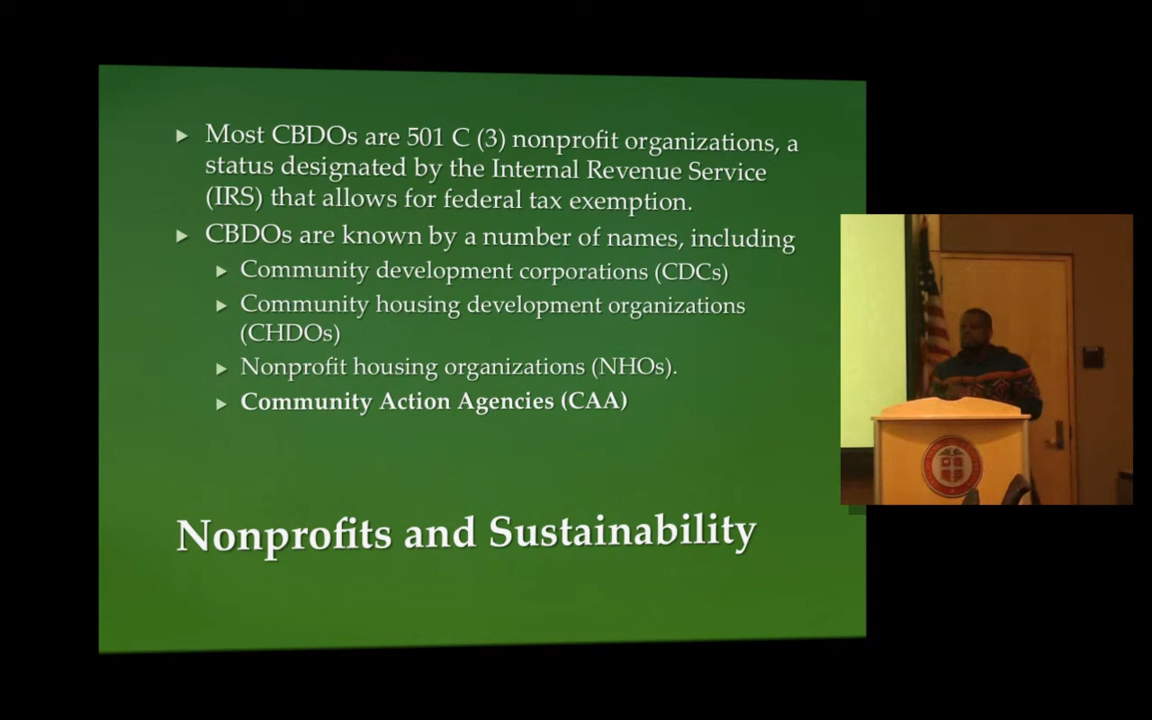 Most CBDOs are 501 C (3) nonprofit organizations, a
status designated by the Internal Revenue Service
(IRS) that allows for federal tax exemption.
CBDOs are known by a number of names, including
Community development corporations (CDCs)
Community housing development organizations
(CHDOs)
Nonprofit housing organizations (NHOs).
Community Action Agencies (CAA)
Nonprofits and Sustainability